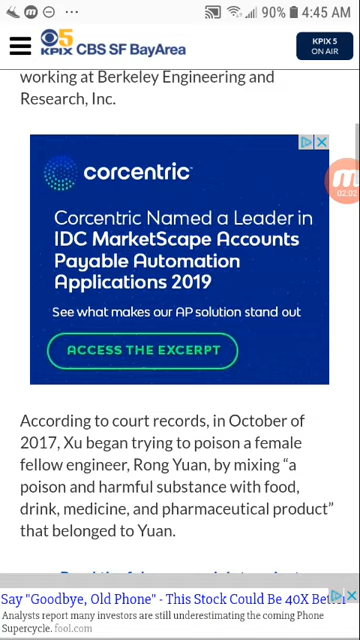 90% 4:45 AM
5
KPIX CBS SF BayArea
KPIX 5
ON AIR
working at Berkeley Engineering and
Research, Inc.
corcentric
2:02
Corcentric Named a Leader in
IDC MarketScape Accounts
Payable Automation
Applications 2019
See what makes our AP solution stand out
ACCESS THE EXCERPT
According to court records, in October of
2017, Xu began trying to poison a female
fellow engineer, Rong Yuan, by mixing “a
poison and harmful substance with food,
drink, medicine, and pharmaceutical product”
that belonged to Yuan.
Say "Goodbye, Old Phone" - This Stock Could Be 40X Better
Analysts report many investors are still underestimating the coming Phone
Supercycle. fool.com